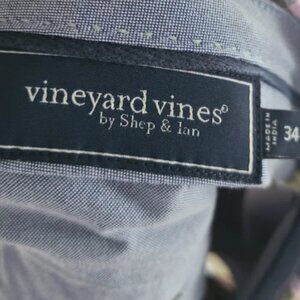 vineyard vines®
by Shep & Ian
MADE IN
INDIA
34